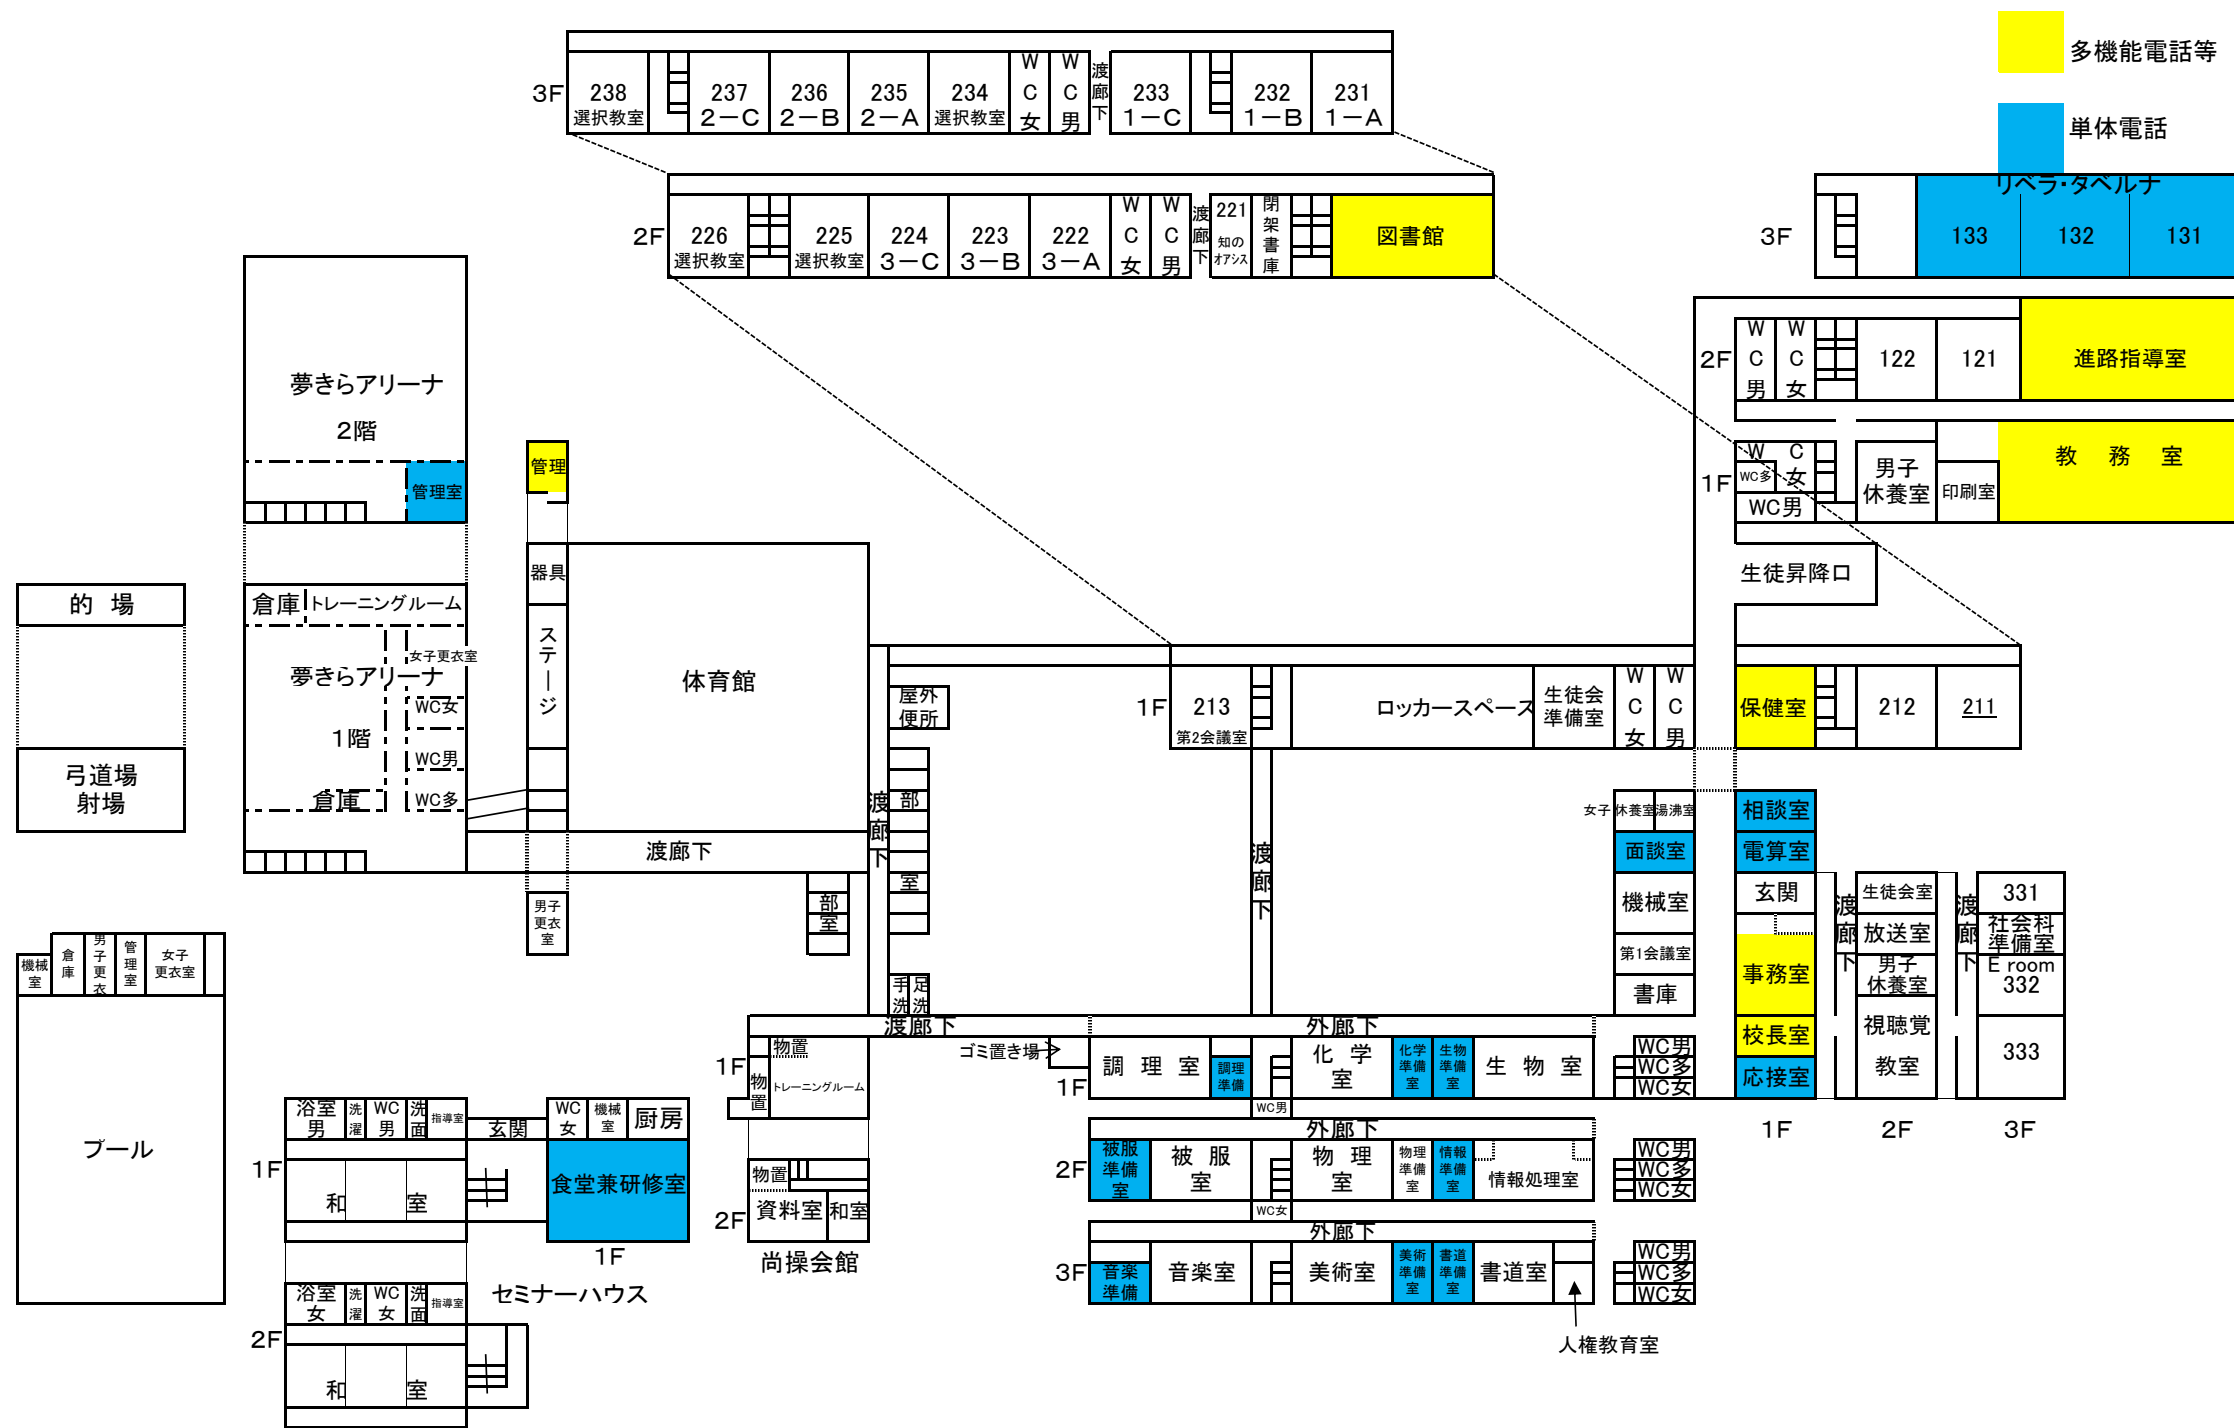 多機能電話等
単体電話
3F
238
選択教室
237
2－C
236
2－B
235
2－A
234
選択教室
WC女
WC男
渡廊下
233
1－C
232
1－B
231
1－A
2F
226
選択教室
225
選択教室
224
3－C
223
3－B
222
3－A
WC女
WC男
渡廊下
221
知の
オアシス
閉架書庫
図書館
リベラ・タベルナ
3F
133
132
131
2F
WC男
WC女
122
121
進路指導室
1F
WC女
WC多
WC男
男子
休養室
印刷室
教　務　室
生徒昇降口
夢きらアリーナ
2階
管理室
管理
器具
ステージ
体育館
的　場
弓道場
射場
倉庫
トレーニングルーム
女子更衣室
夢きらアリーナ
WC女
1階
WC男
倉庫
WC多
渡廊下
男子
更衣
室
部室
屋外
便所
部
室
渡廊下
手洗
足洗
1F
213
第2会議室
ロッカースペース
生徒会
準備室
WC女
WC男
保健室
212
211
渡廊下
女子
休養室
湯沸室
面談室
機械室
第1会議室
書庫
相談室
電算室
玄関
事務室
校長室
応接室
1F
渡廊下
生徒会室
放送室
男子
休養室
視聴覚
教室
2F
渡廊下
331
社会科
準備室
E room
332
333
3F
機械
室
倉庫
男子更衣
管理室
女子
更衣室
プール
渡廊下
外廊下
1F
物置
物置
トレーニングルーム
ゴミ置き場
1F
調　理　室
調理
準備
化　学
室
化学
準備
室
生物
準備
室
生　物　室
WC男
WC多
WC女
WC男
外廊下
2F
被服
準備
室
被　服
室
物　理
室
物理
準備
室
情報
準備
室
情報処理室
WC男
WC多
WC女
WC女
外廊下
3F
音楽
準備
音楽室
美術室
美術
準備
室
書道
準備
室
書道室
WC男
WC多
WC女
人権教育室
物置
2F
資料室
和室
尚操会館
浴室
男
洗濯
WC
男
洗面
指導室
玄関
WC
女
機械
室
厨房
1F
和　室
食堂兼研修室
1F
セミナーハウス
浴室
女
洗濯
WC
女
洗面
指導室
2F
和　室